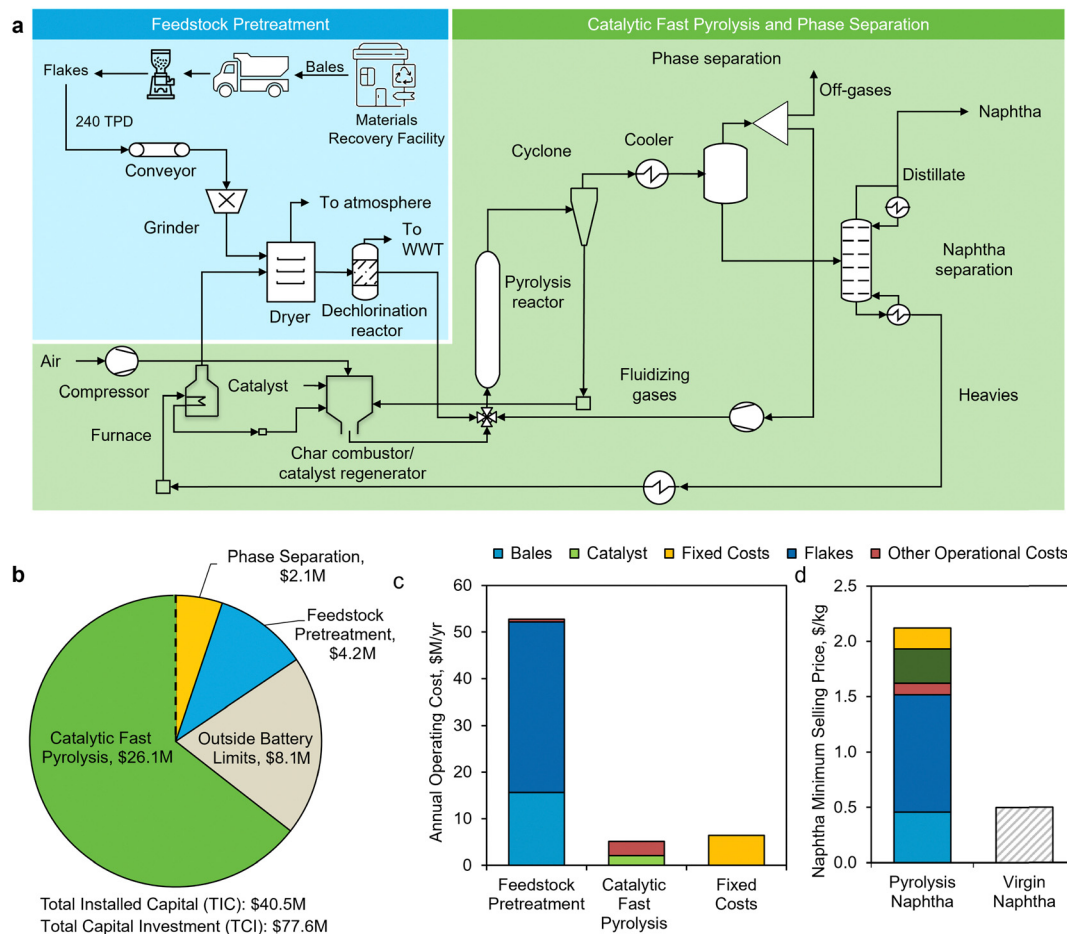 a
Feedstock Pretreatment
Catalytic Fast Pyrolysis and Phase Separation
Flakes
Bales
Materials
Recovery Facility
240 TPD
Conveyor
Grinder
To atmosphere
To
WWT
Dryer
Dechlorination
reactor
Phase separation
Off-gases
Naphtha
Cyclone
Cooler
Distillate
Naphtha
separation
Pyrolysis
reactor
Air
Compressor
Catalyst
Fluidizing
gases
Heavies
Furnace
Char combustor/
catalyst regenerator
b
Phase Separation,
$2.1M
Feedstock
Pretreatment,
$4.2M
Catalytic Fast
Pyrolysis, $26.1M
Outside Battery
Limits, $8.1M
Total Installed Capital (TIC): $40.5M
Total Capital Investment (TCI): $77.6M
Bales
Catalyst
Fixed Costs
Flakes
Other Operational Costs
c
Annual Operating Cost, $M/yr
60
50
40
30
20
10
0
Feedstock
Pretreatment
Catalytic
Fast
Pyrolysis
Fixed
Costs
d
Naphtha Minimum Selling Price, $/kg
2.5
2.0
1.5
1.0
0.5
0.0
Pyrolysis
Naphtha
Virgin
Naphtha